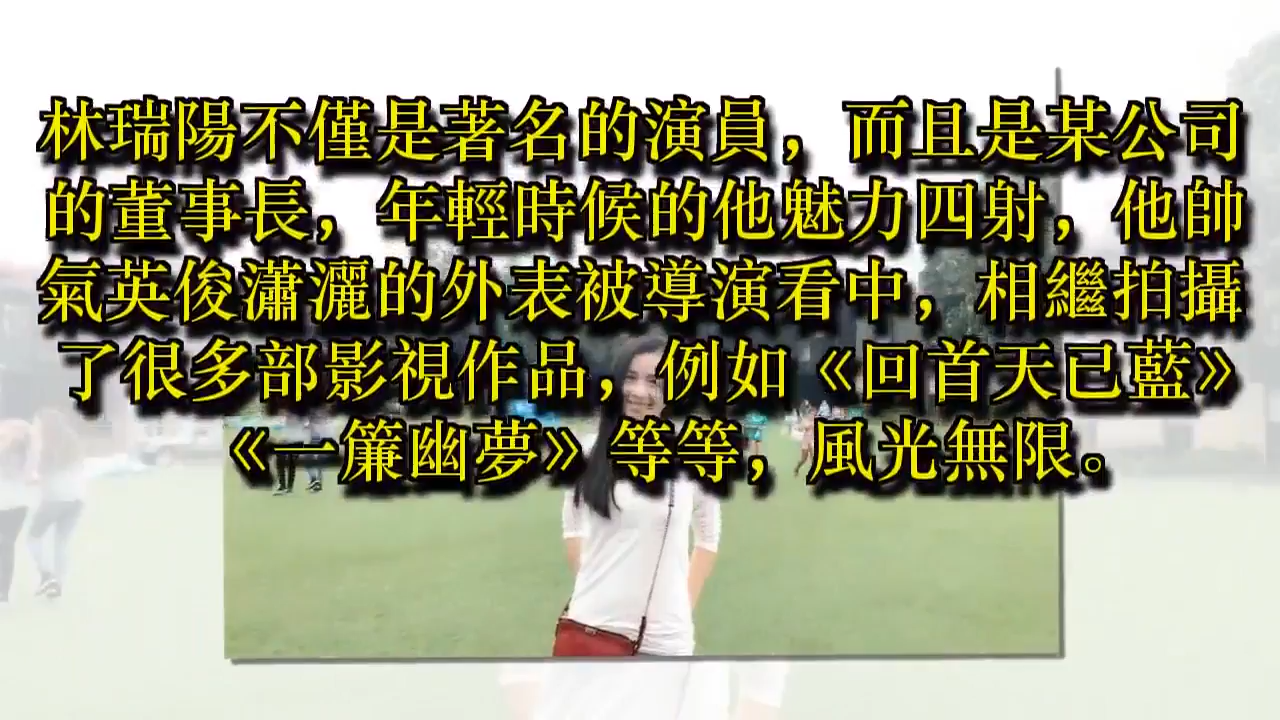 林瑞陽不僅是著名的演員，而且是某公司
的董事長，年輕時候的他魅力四射，他帥
氣英俊瀟灑的外表被導演看中，相繼拍攝
了很多部影視作品，例如《回首天已藍》
《一簾幽夢》等等，風光無限。